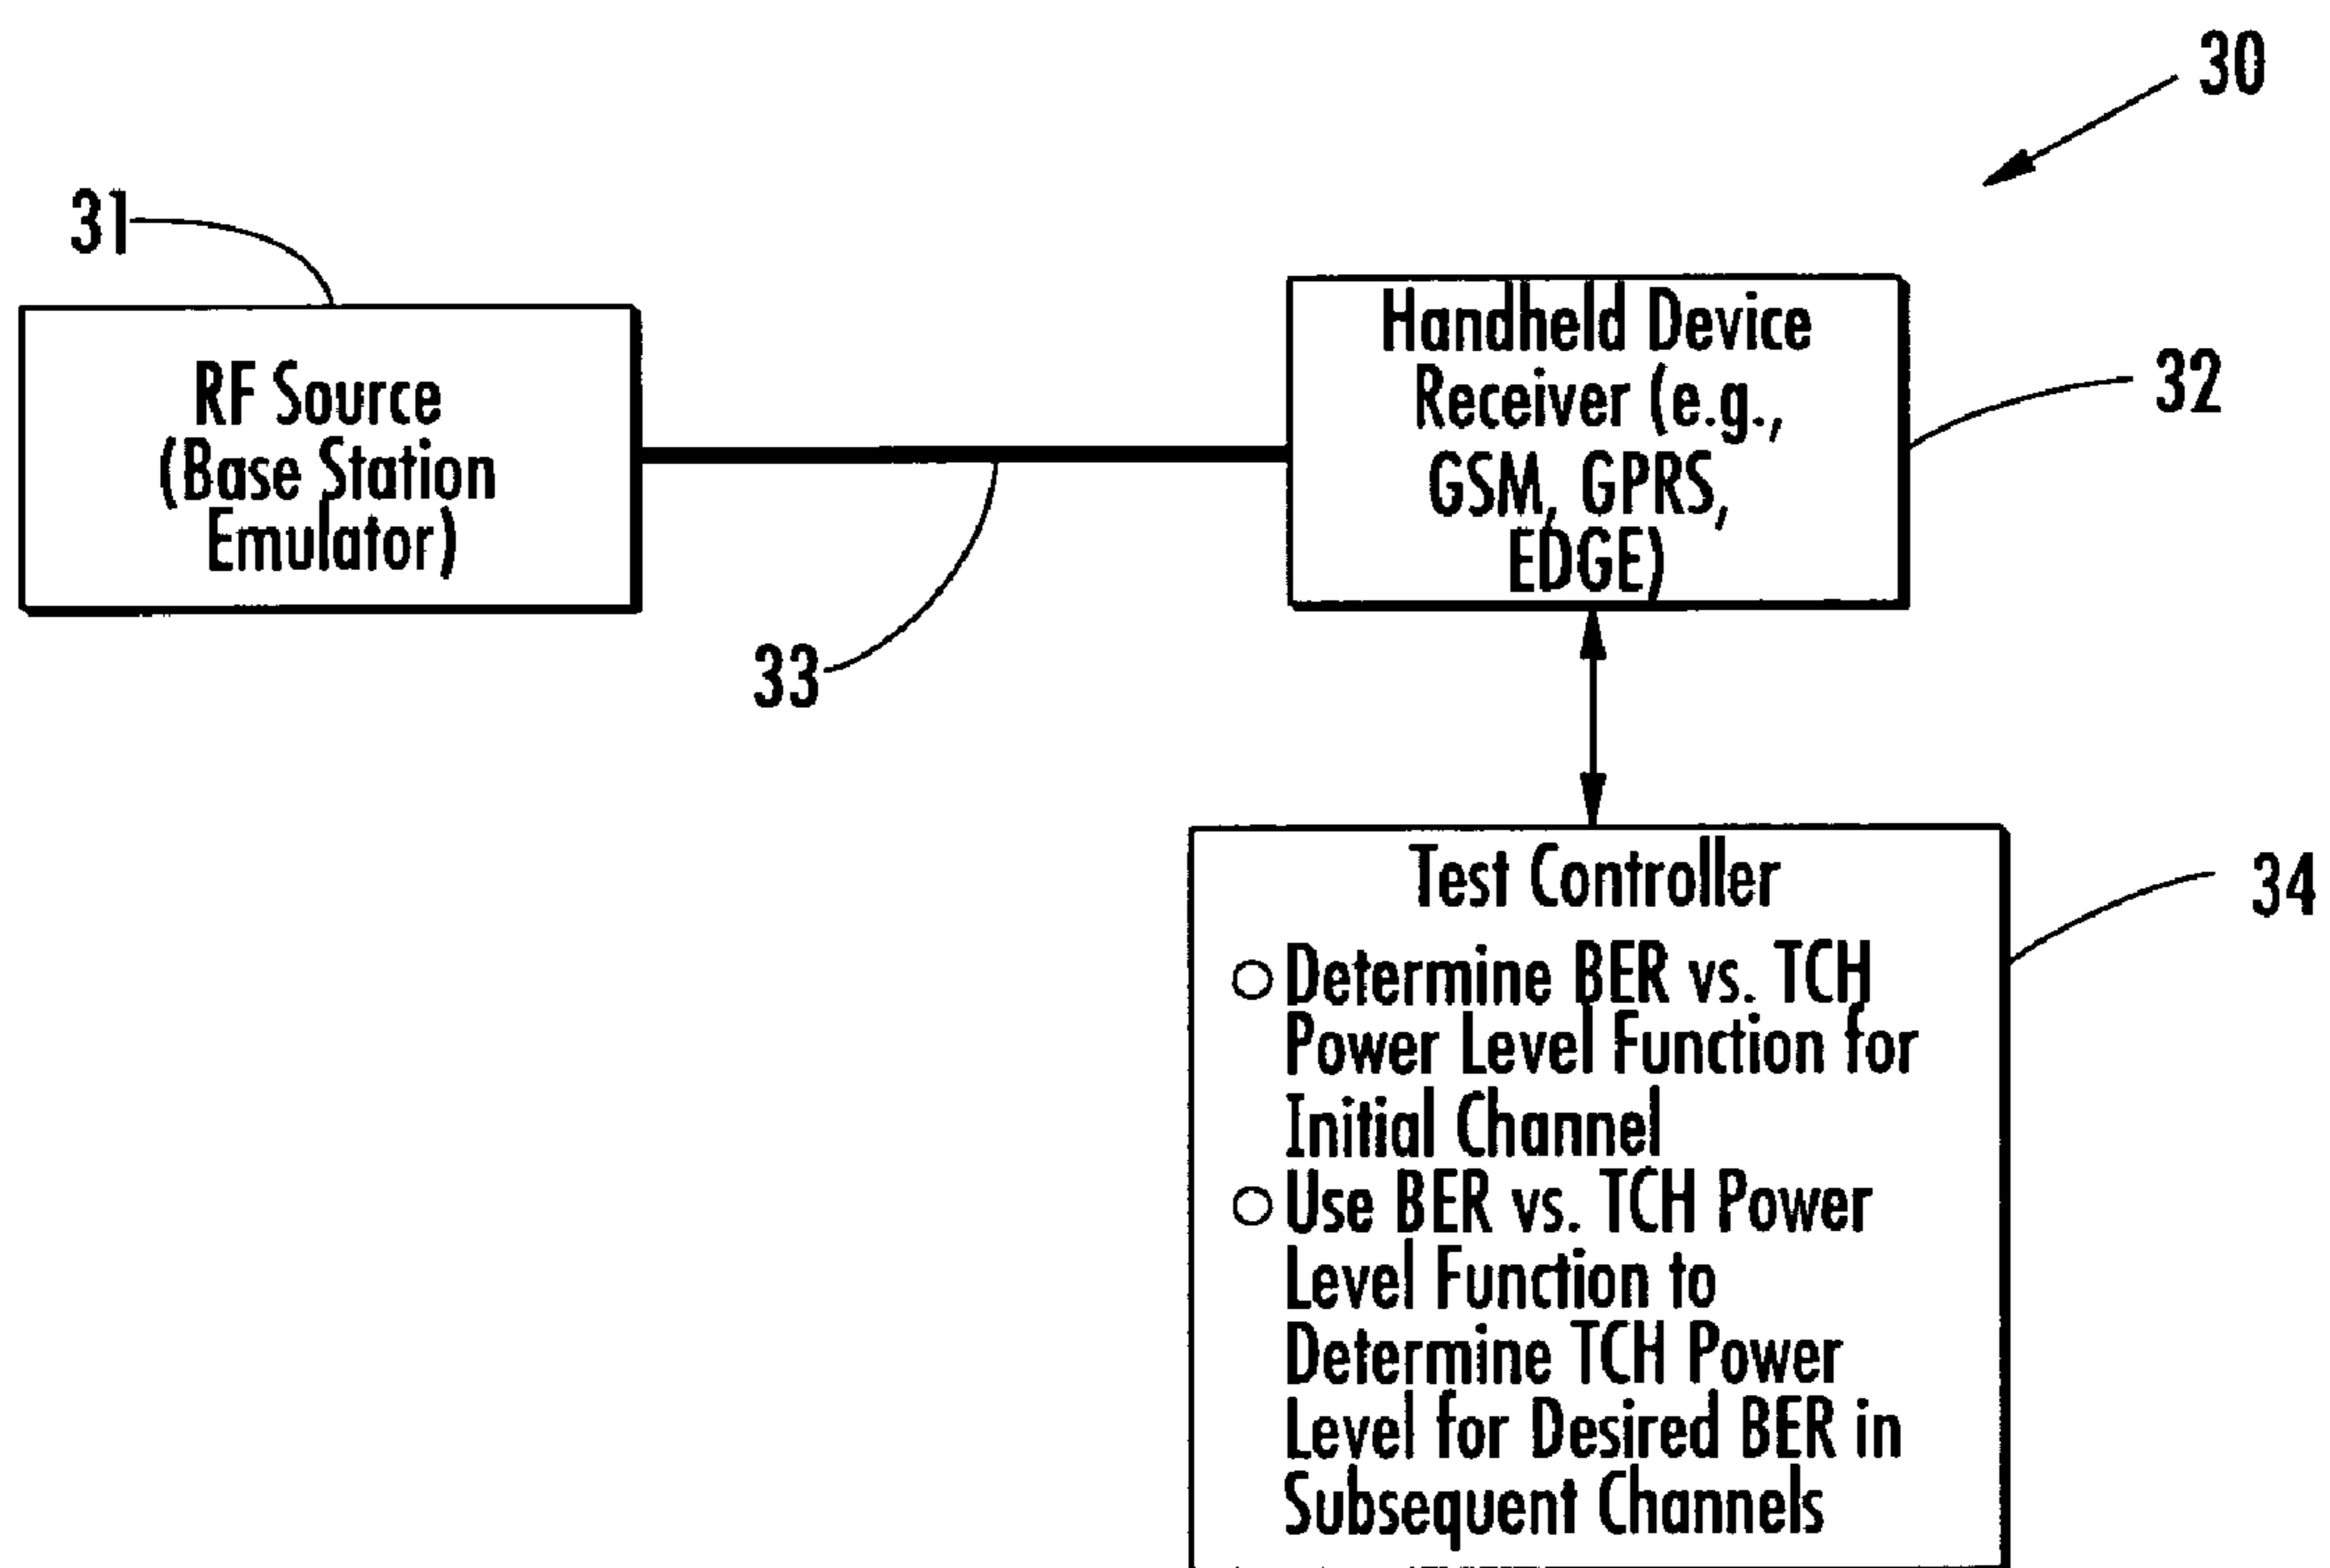 30
31
RF Source
(Base Station
Emulator)
Handheld Device
Receiver (e.g.,
GSM, GPRS,
EDGE)
32
33
Test Controller
34
○ Determine BER vs. TCH
Power Level Function for
Initial Channel
○ Use BER vs. TCH Power
Level Function to
Determine TCH Power
Level for Desired BER in
Subsequent Channels